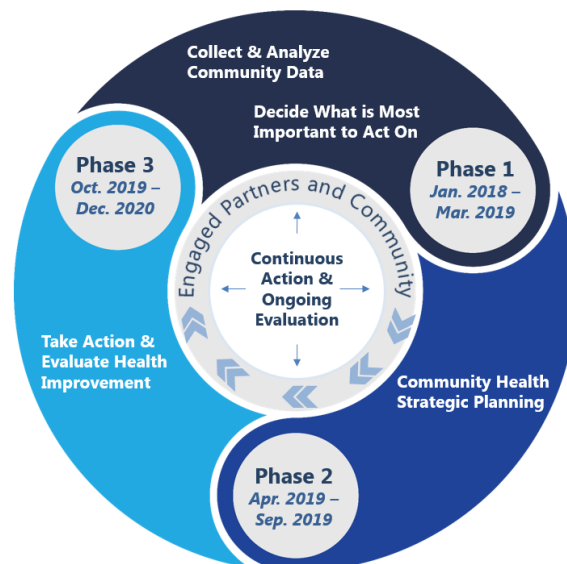 Collect & Analyze
Community Data
Decide What is Most
Important to Act On
Phase 1
Jan. 2018 –
Mar. 2019
Community Health
Strategic Planning
Phase 2
Apr. 2019 –
Sep. 2019
Take Action &
Evaluate Health
Improvement
Phase 3
Oct. 2019 –
Dec. 2020
Engaged Partners and Community
Continuous
Action &
Ongoing
Evaluation